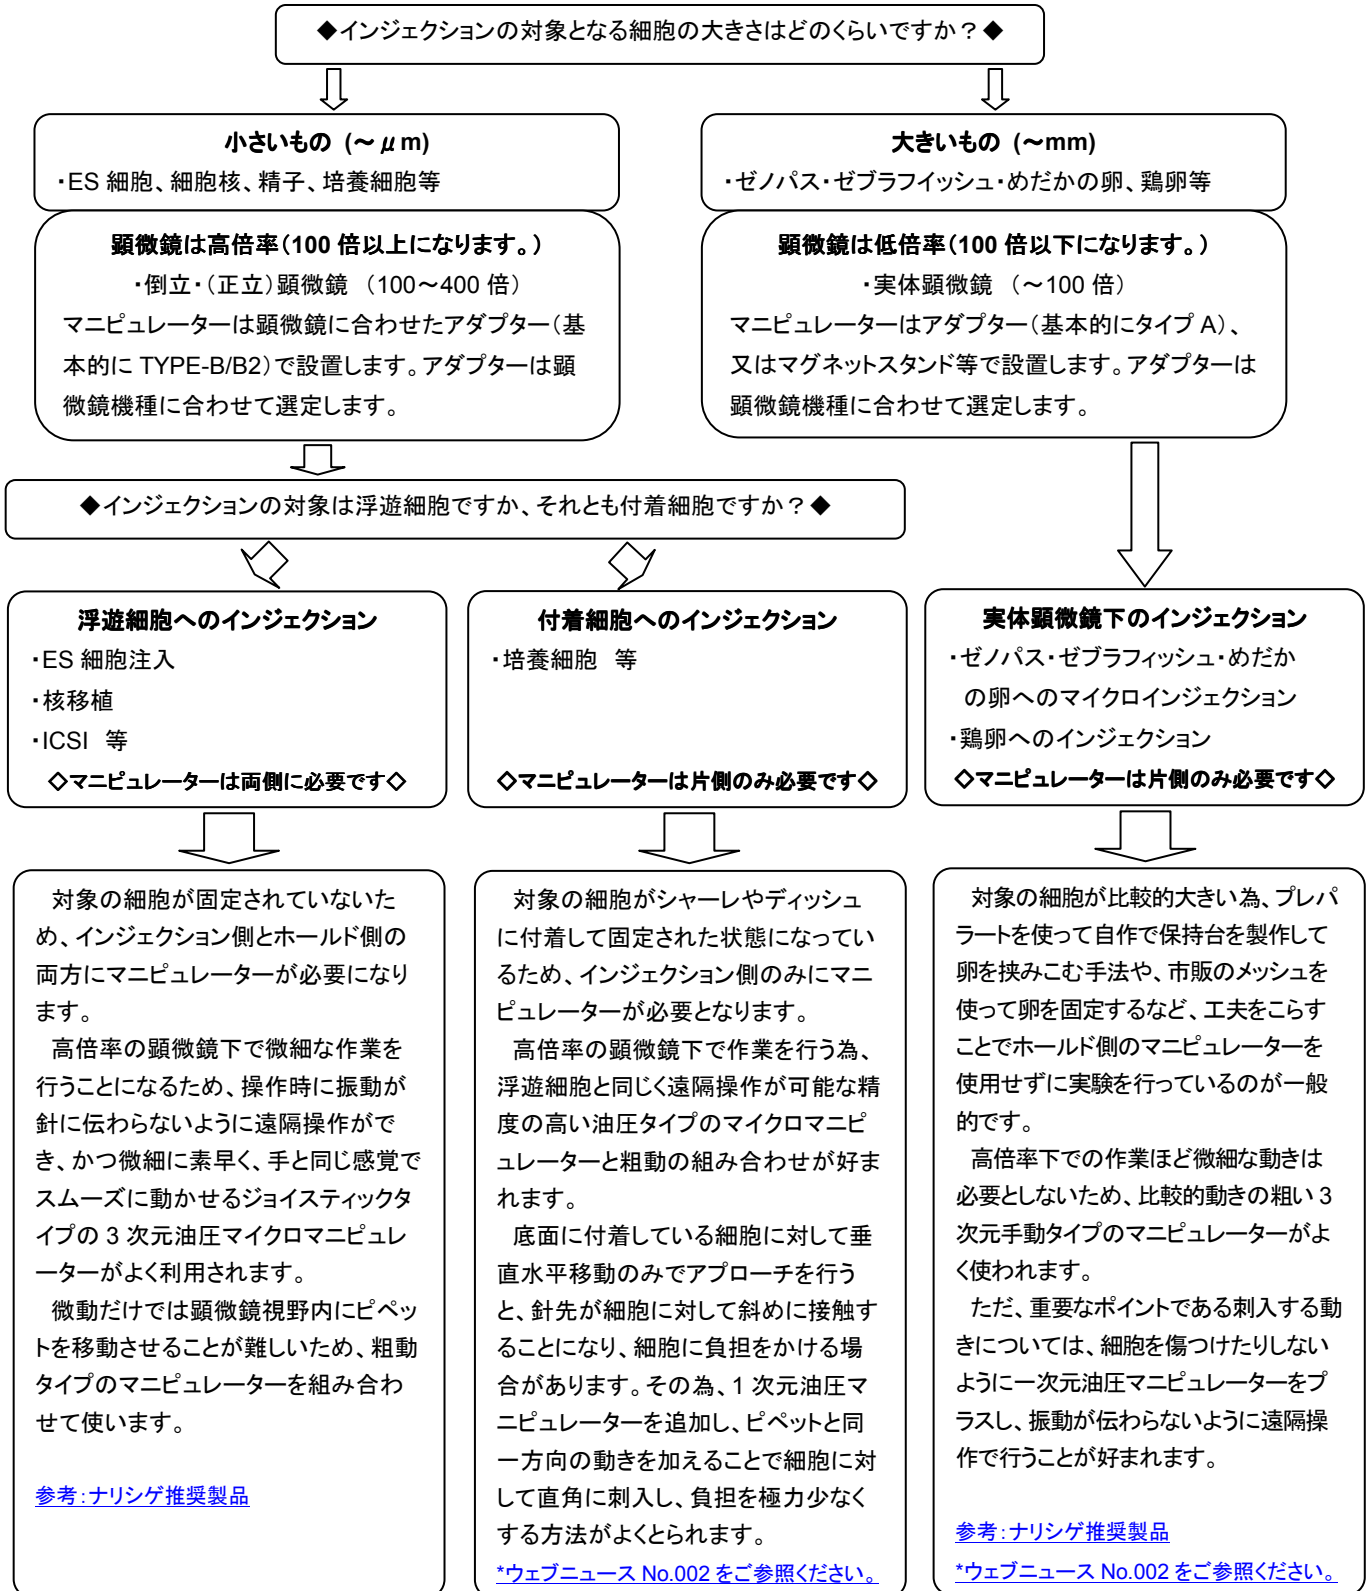 ◆インジェクションの対象となる細胞の大きさはどのくらいですか？◆
小さいもの (～μm)
・ES 細胞、細胞核、精子、培養細胞等
顕微鏡は高倍率（100 倍以上になります。）
・倒立・（正立）顕微鏡 （100～400 倍）
マニピュレーターは顕微鏡に合わせたアダプター（基
本的に TYPE-B/B2）で設置します。アダプターは顕
微鏡機種に合わせて選定します。
大きいもの (～mm)
・ゼノパス・ゼブラフイッシュ・めだかの卵、鶏卵等
顕微鏡は低倍率（100 倍以下になります。）
・実体顕微鏡 （～100 倍）
マニピュレーターはアダプター（基本的にタイプ A）、
又はマグネットスタンド等で設置します。アダプターは
顕微鏡機種に合わせて選定します。
◆インジェクションの対象は浮遊細胞ですか、それとも付着細胞ですか？◆
浮遊細胞へのインジェクション
・ES 細胞注入
・核移植
・ICSI 等
◇マニピュレーターは両側に必要です◇
付着細胞へのインジェクション
・培養細胞 等
◇マニピュレーターは片側のみ必要です◇
実体顕微鏡下のインジェクション
・ゼノパス・ゼブラフィッシュ・めだか
の卵へのマイクロインジェクション
・鶏卵へのインジェクション
◇マニピュレーターは片側のみ必要です◇
対象の細胞が固定されていないた
め、インジェクション側とホールド側の
両方にマニピュレーターが必要になり
ます。
高倍率の顕微鏡下で微細な作業を
行うことになるため、操作時に振動が
針に伝わらないように遠隔操作がで
き、かつ微細に素早く、手と同じ感覚で
スムーズに動かせるジョイスティックタ
イプの 3 次元油圧マイクロマニピュレ
ーターがよく利用されます。
微動だけでは顕微鏡視野内にピペッ
トを移動させることが難しいため、粗動
タイプのマニピュレーターを組み合わ
せて使います。
参考：ナリシゲ推奨製品
対象の細胞がシャーレやディッシュ
に付着して固定された状態になってい
るため、インジェクション側のみにマニ
ピュレーターが必要となります。
高倍率の顕微鏡下で作業を行う為、
浮遊細胞と同じく遠隔操作が可能な精
度の高い油圧タイプのマイクロマニピ
ュレーターと粗動の組み合わせが好ま
れます。
底面に付着している細胞に対して垂
直水平移動のみでアプローチを行う
と、針先が細胞に対して斜めに接触す
ることになり、細胞に負担をかける場
合があります。その為、1 次元油圧マ
ニピュレーターを追加し、ピペットと同
一方向の動きを加えることで細胞に対
して直角に刺入し、負担を極力少なく
する方法がよくとられます。
*ウェブニュース No.002 をご参照ください。
対象の細胞が比較的大きい為、プレパ
ラートを使って自作で保持台を製作して
卵を挟みこむ手法や、市販のメッシュを
使って卵を固定するなど、工夫をこらす
ことでホールド側のマニピュレーターを
使用せずに実験を行っているのが一般
的です。
高倍率下での作業ほど微細な動きは
必要としないため、比較的動きの粗い 3
次元手動タイプのマニピュレーターがよ
く使われます。
ただ、重要なポイントである刺入する動
きについては、細胞を傷つけたりしない
ように一次元油圧マニピュレーターをプ
ラスし、振動が伝わらないように遠隔操
作で行うことが好まれます。
参考：ナリシゲ推奨製品
*ウェブニュース No.002 をご参照ください。